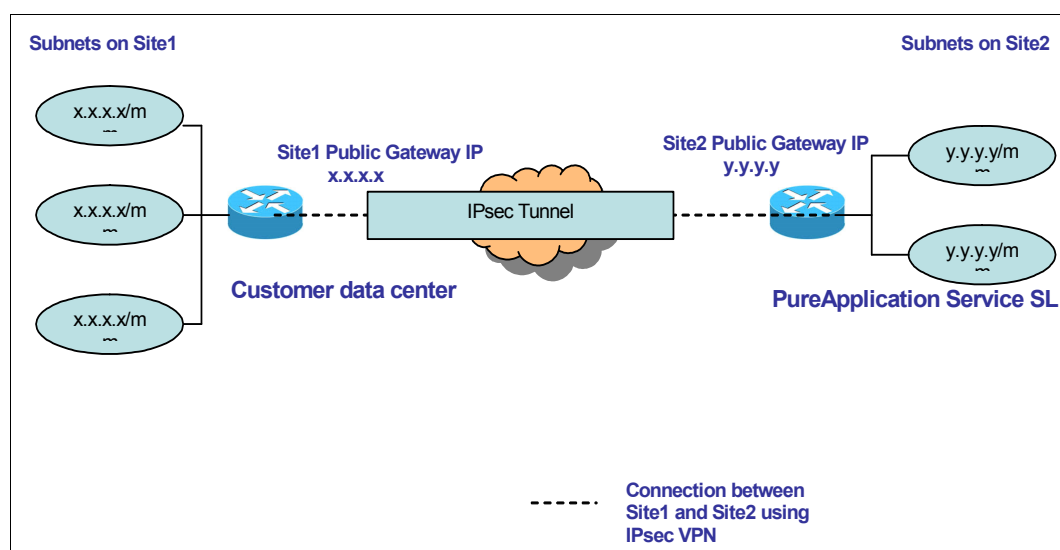 Subnets on Site1
Subnets on Site2
x.x.x.x/m
m
x.x.x.x/m
m
x.x.x.x/m
m
Site1 Public Gateway IP
x.x.x.x
IPsec Tunnel
Site2 Public Gateway IP
y.y.y.y
y.y.y.y/m
m
y.y.y.y/m
m
Customer data center
PureApplication Service SL
Connection between
Site1 and Site2 using
IPsec VPN